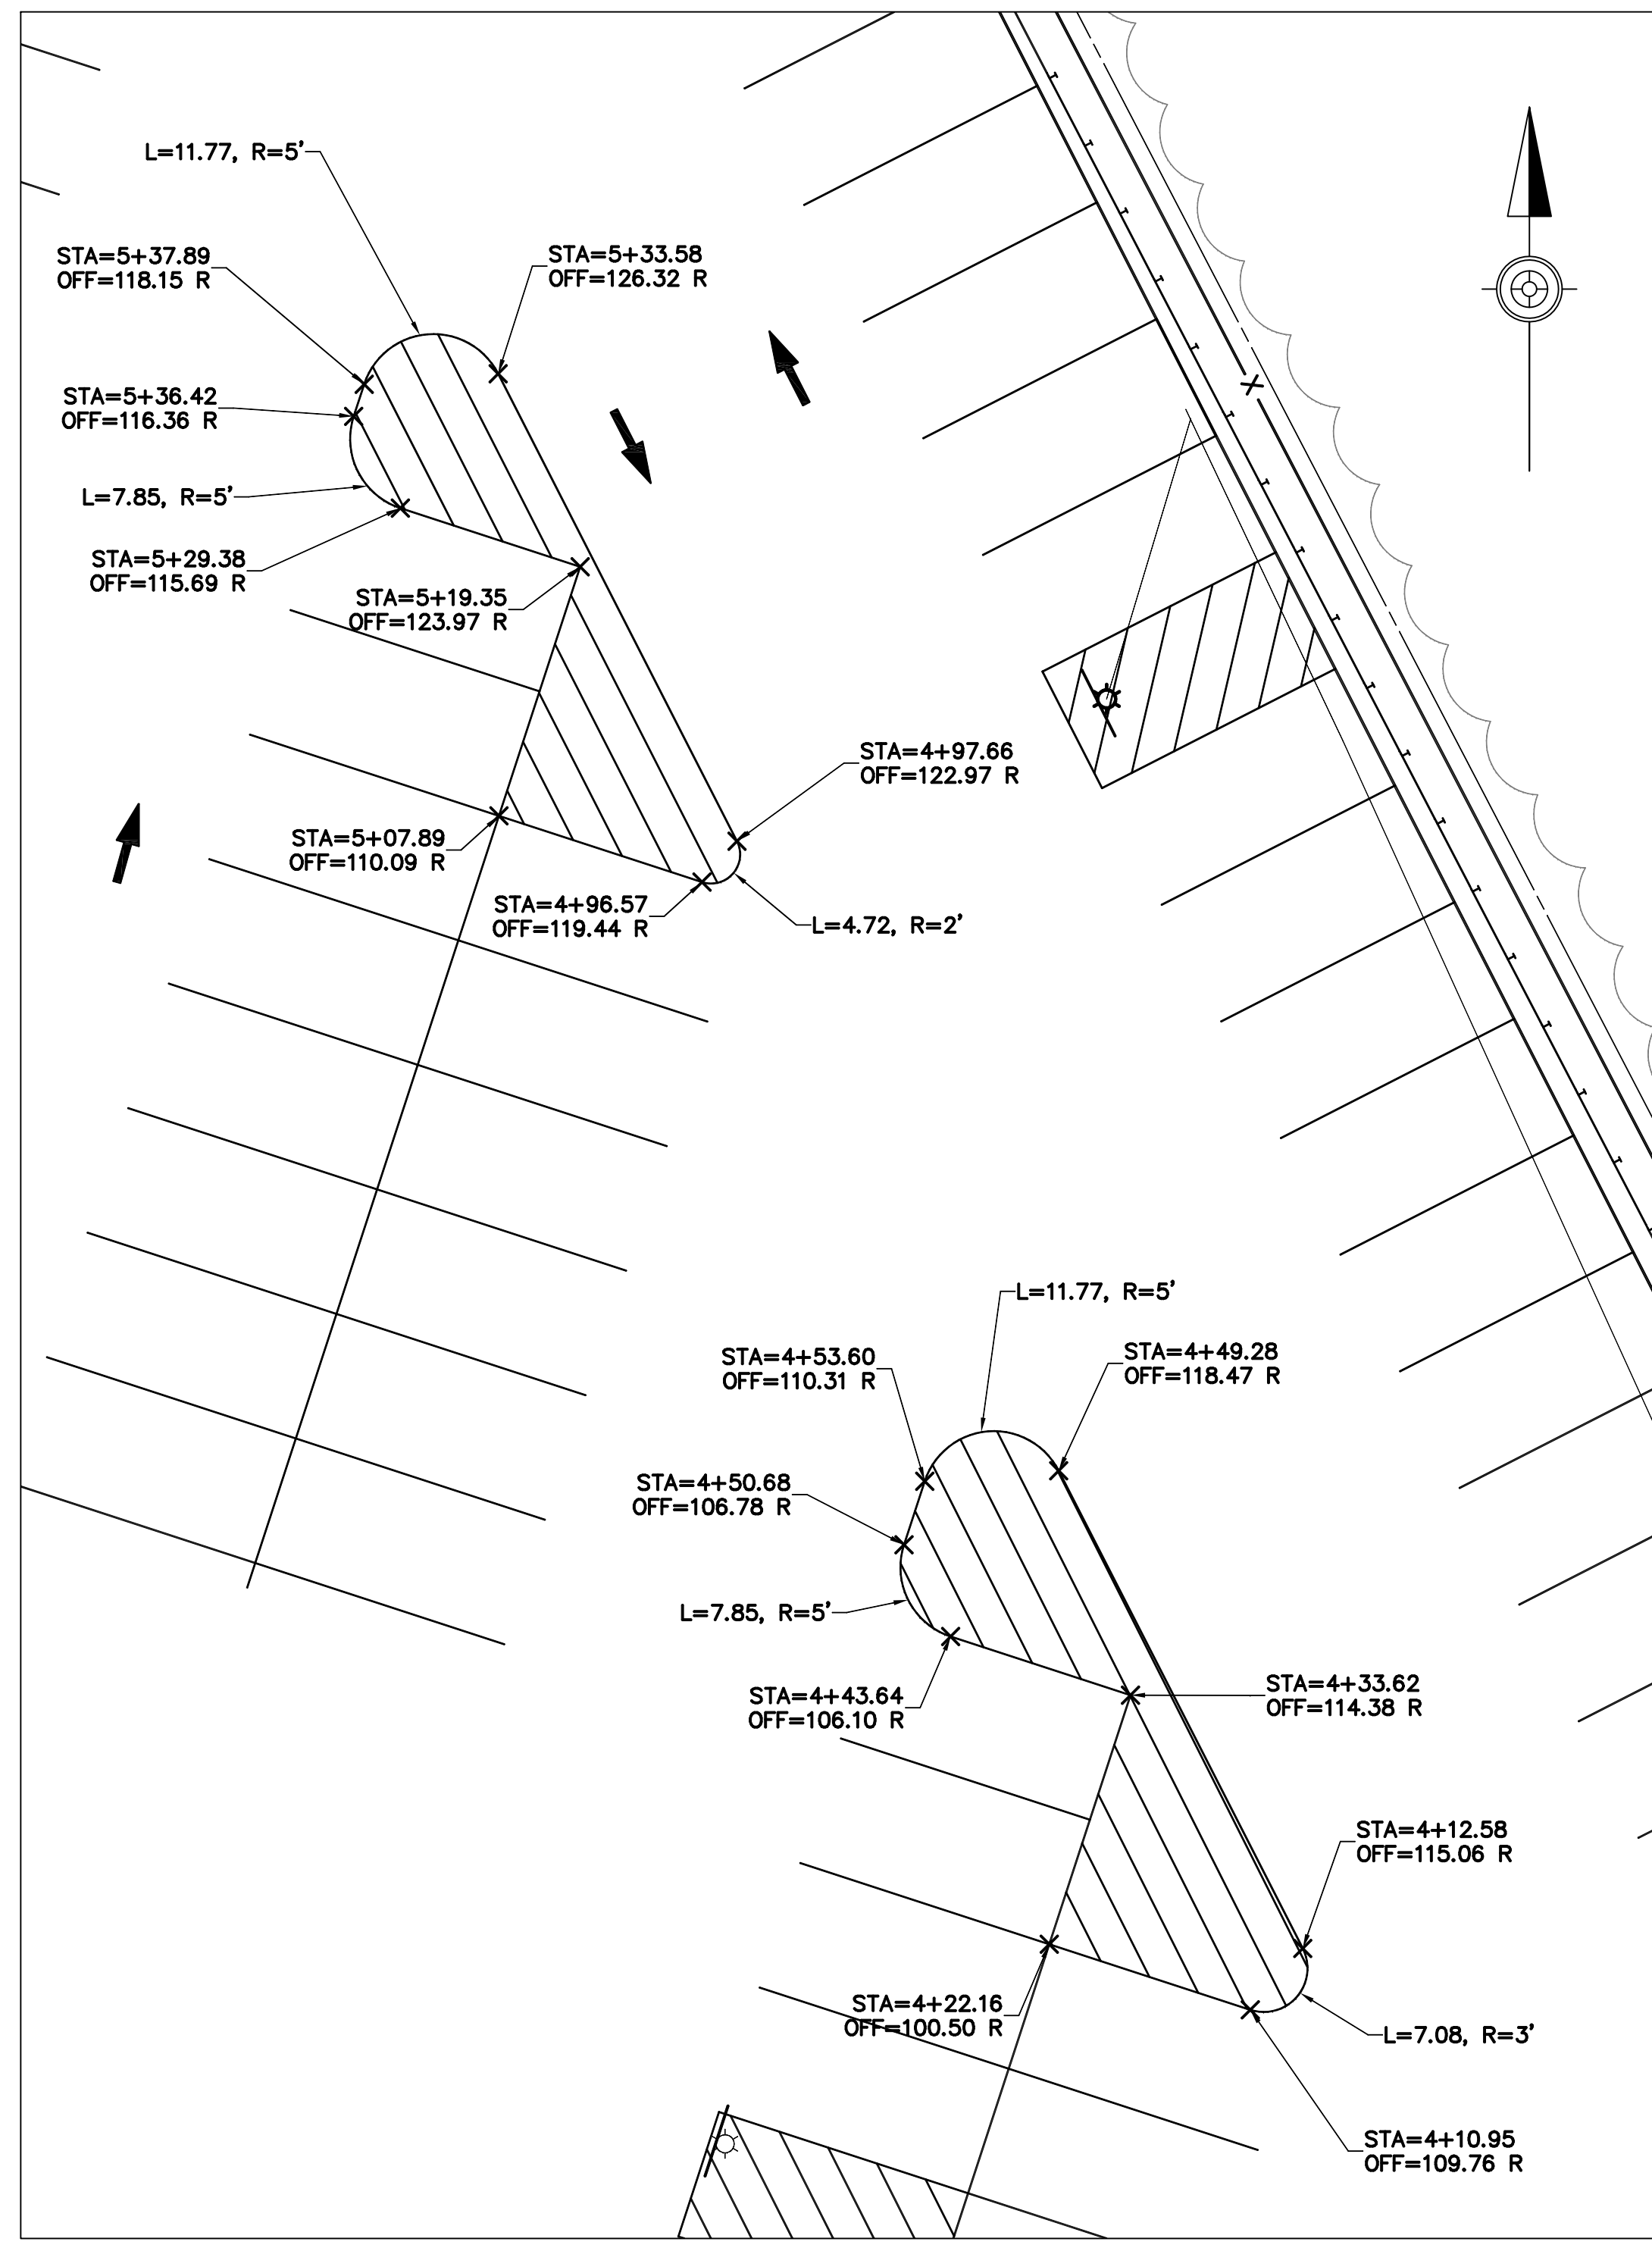 L=11.77, R=5'
STA=5+37.89
OFF=118.15 R
STA=5+33.58
OFF=126.32 R
STA=5+36.42
OFF=116.36 R
L=7.85, R=5'
STA=5+29.38
OFF=115.69 R
STA=5+19.35
OFF=123.97 R
STA=4+97.66
OFF=122.97 R
STA=5+07.89
OFF=110.09 R
STA=4+96.57
OFF=119.44 R
L=4.72, R=2'
L=11.77, R=5'
STA=4+53.60
OFF=110.31 R
STA=4+49.28
OFF=118.47 R
STA=4+50.68
OFF=106.78 R
L=7.85, R=5'
STA=4+43.64
OFF=106.10 R
STA=4+33.62
OFF=114.38 R
STA=4+12.58
OFF=115.06 R
STA=4+22.16
OFF=100.50 R
L=7.08, R=3'
STA=4+10.95
OFF=109.76 R